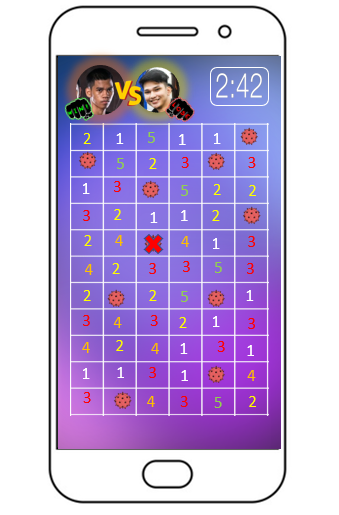 VS
2:42
2 1 5 1 1
5 2 3 3
1 3 5 2 2
3 2 1 1 2
2 4 4 1 3
4 2 3 3 5 3
2 2 5 1
3 4 3 2 1 3
4 2 4 1 3 1
1 1 3 1 4
3 4 3 5 2